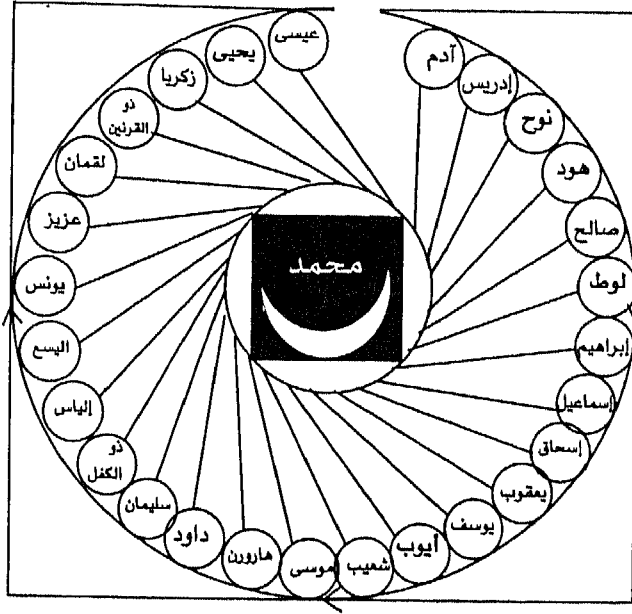 آدم
إدريس
نوح
هود
صالح
لوط
إبراهيم
إسماعيل
إسحاق
يعقوب
يوسف
أيوب
شعيب
موسى
هارورن
داود
سليمان
ذو
الكفل
إلياس
اليسع
يونس
عزيز
لقمان
ذو
القرنين
زكريا
يحيى
عيسى
محمد